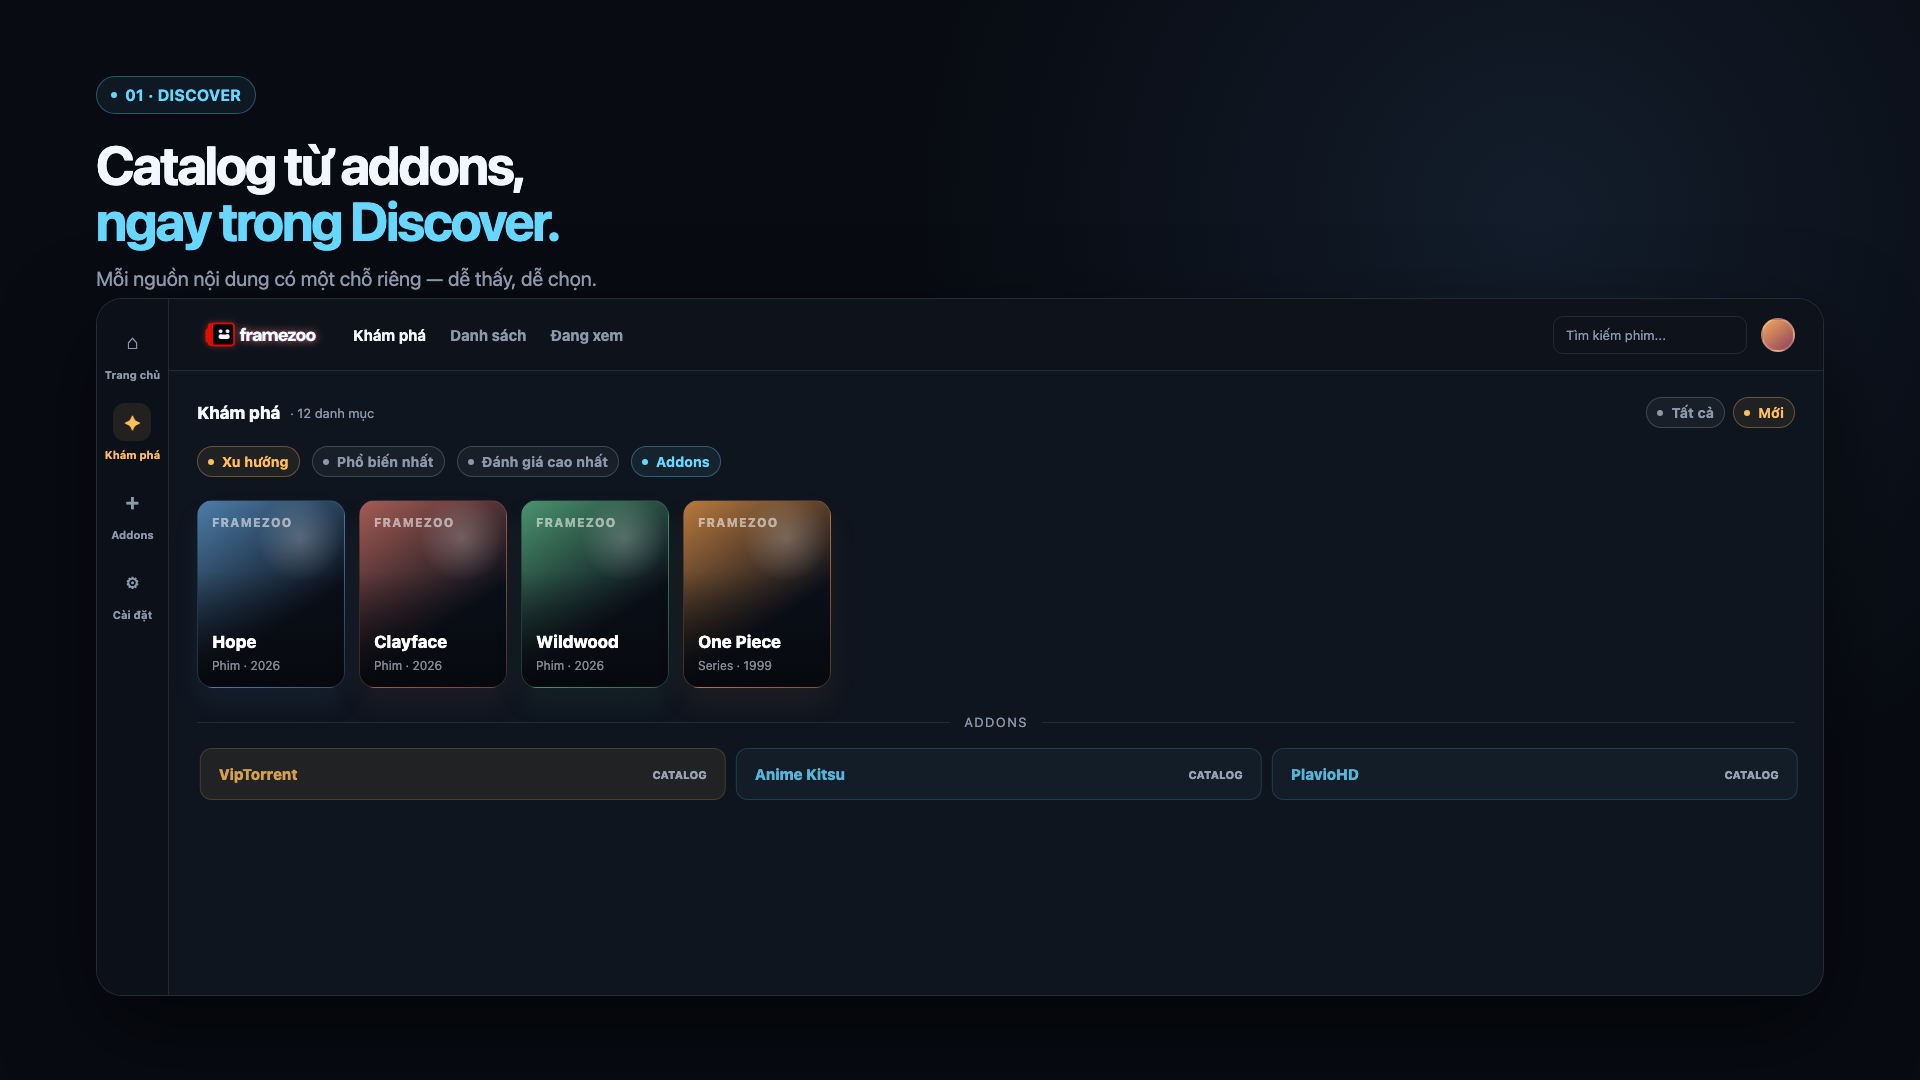 01 · DISCOVER
Catalog từ addons,
ngay trong Discover.
Mỗi nguồn nội dung có một chỗ riêng — dễ thấy, dễ chọn.
framezoo
Khám phá
Danh sách
Đang xem
Tìm kiếm phim...
Trang chủ
Khám phá
Addons
Cài đặt
Khám phá · 12 danh mục
Tất cả
Mới
Xu hướng
Phổ biến nhất
Đánh giá cao nhất
Addons
FRAMEZOO
Hope
Phim · 2026
FRAMEZOO
Clayface
Phim · 2026
FRAMEZOO
Wildwood
Phim · 2026
FRAMEZOO
One Piece
Series · 1999
ADDONS
VipTorrent
CATALOG
Anime Kitsu
CATALOG
PlavioHD
CATALOG